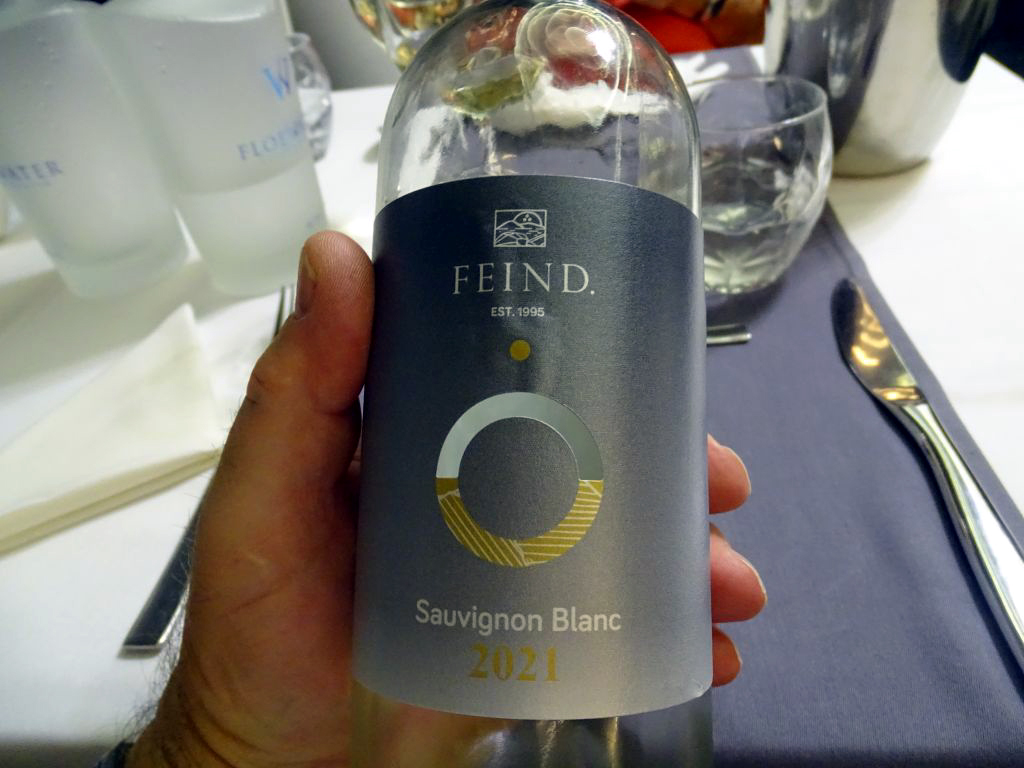 FEIND.
EST. 1995
Sauvignon Blanc
2021